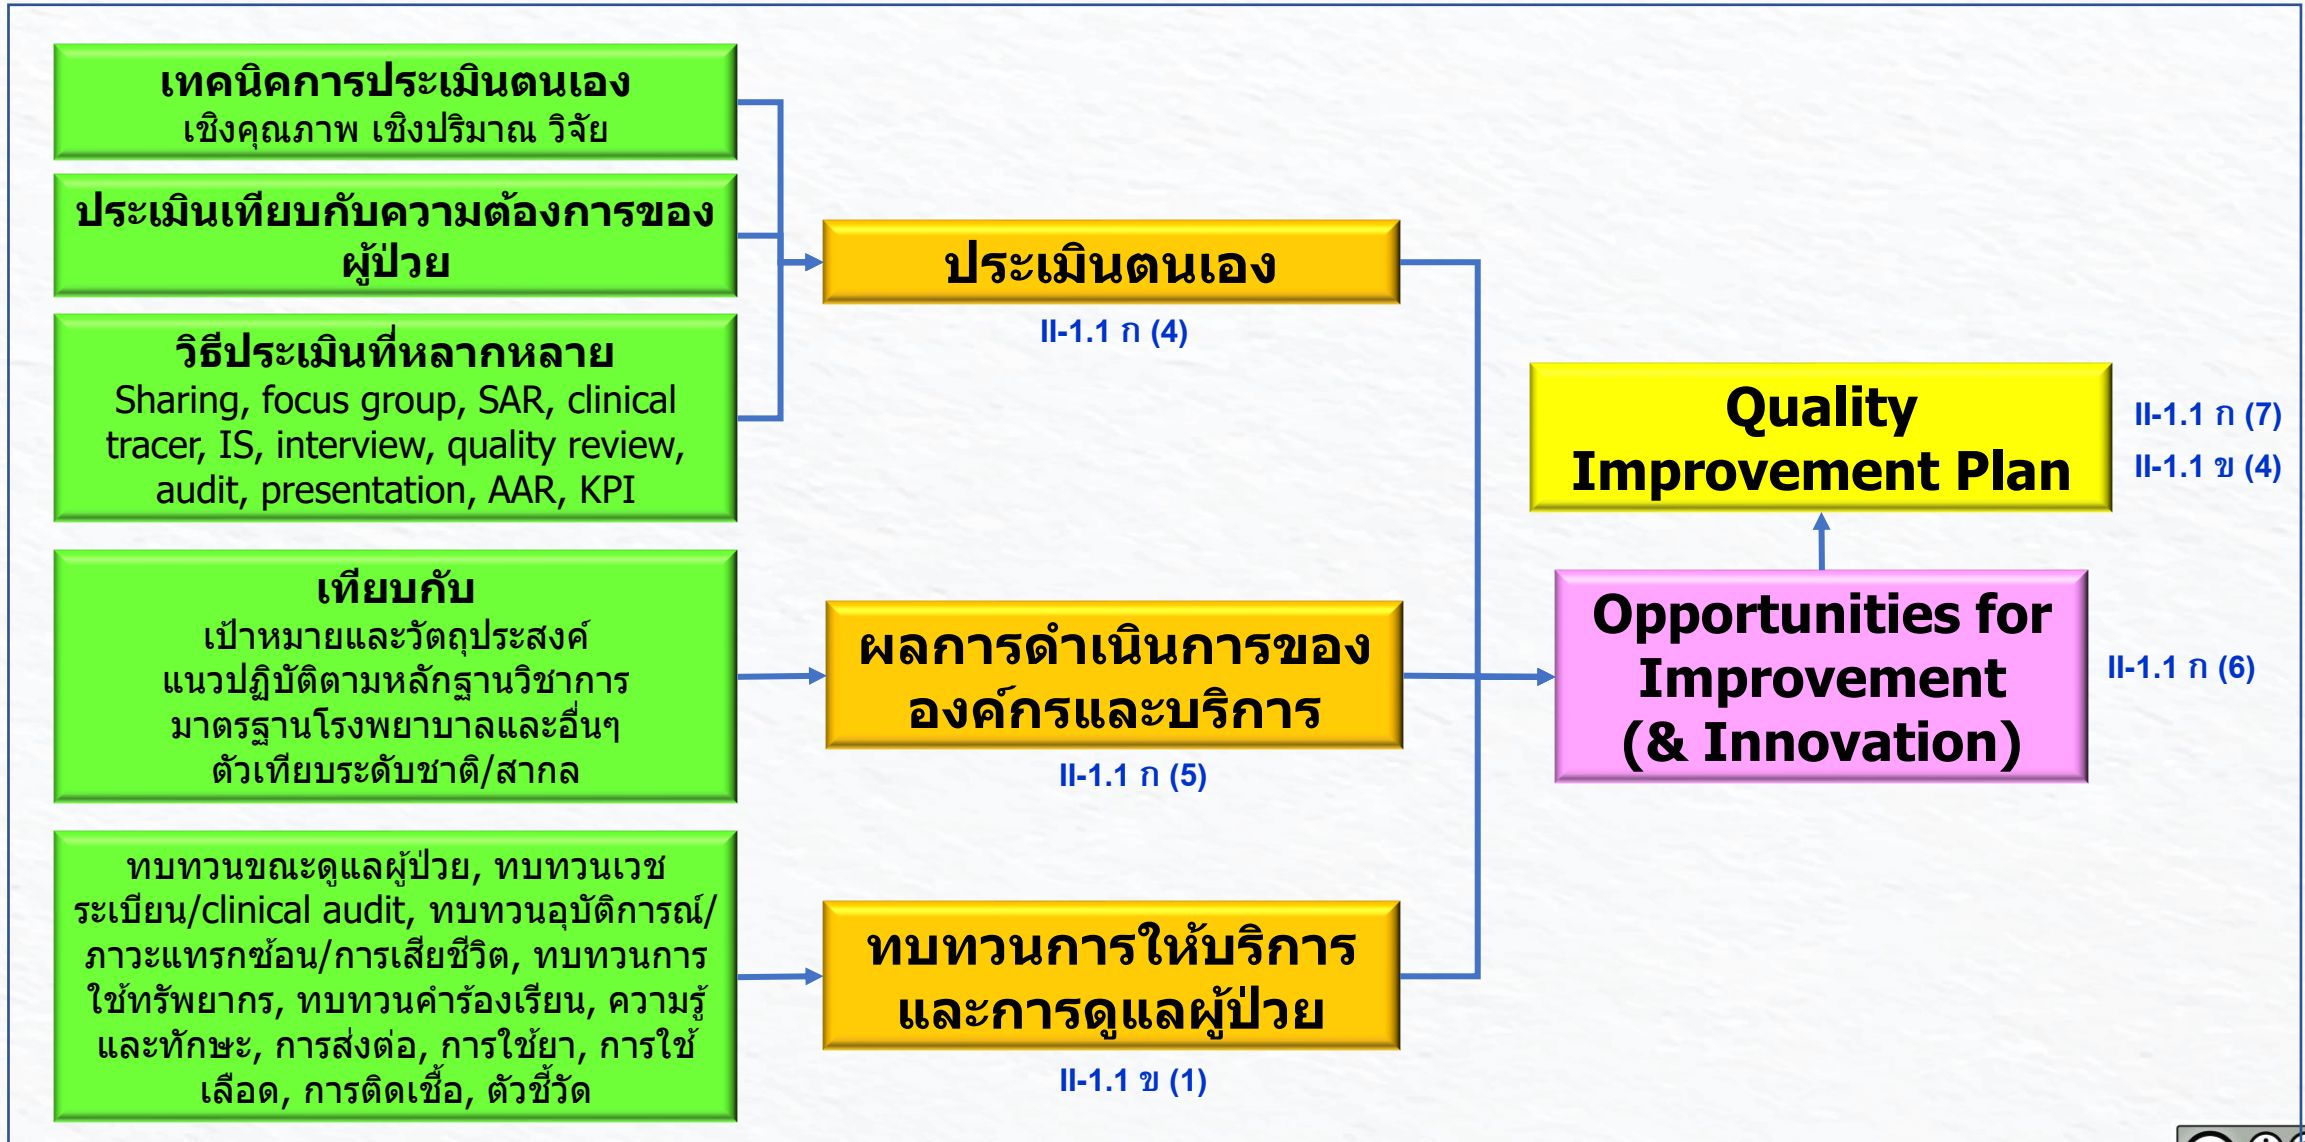 เทคนิคการประเมินตนเอง
เชิงคุณภาพ เชิงปริมาณ วิจัย
ประเมินเทียบกับความต้องการของ
ผู้ป่วย
วิธีประเมินที่หลากหลาย
Sharing, focus group, SAR, clinical
tracer, IS, interview, quality review,
audit, presentation, AAR, KPI
เทียบกับ
เป้าหมายและวัตถุประสงค์
แนวปฏิบัติตามหลักฐานวิชาการ
มาตรฐานโรงพยาบาลและอื่นๆ
ตัวเทียบระดับชาติ/สากล
ทบทวนขณะดูแลผู้ป่วย, ทบทวนเวช
ระเบียน/clinical audit, ทบทวนอุบัติการณ์/
ภาวะแทรกซ้อน/การเสียชีวิต, ทบทวนการ
ใช้ทรัพยากร, ทบทวนคำร้องเรียน, ความรู้
และทักษะ, การส่งต่อ, การใช้ยา, การใช้
เลือด, การติดเชื้อ, ตัวชี้วัด
ประเมินตนเอง
II-1.1 ก (4)
ผลการดำเนินการของ
องค์กรและบริการ
II-1.1 ก (5)
ทบทวนการให้บริการ
และการดูแลผู้ป่วย
II-1.1 ข (1)
Quality
Improvement Plan
II-1.1 ก (7)
II-1.1 ข (4)
Opportunities for
Improvement
(& Innovation)
II-1.1 ก (6)